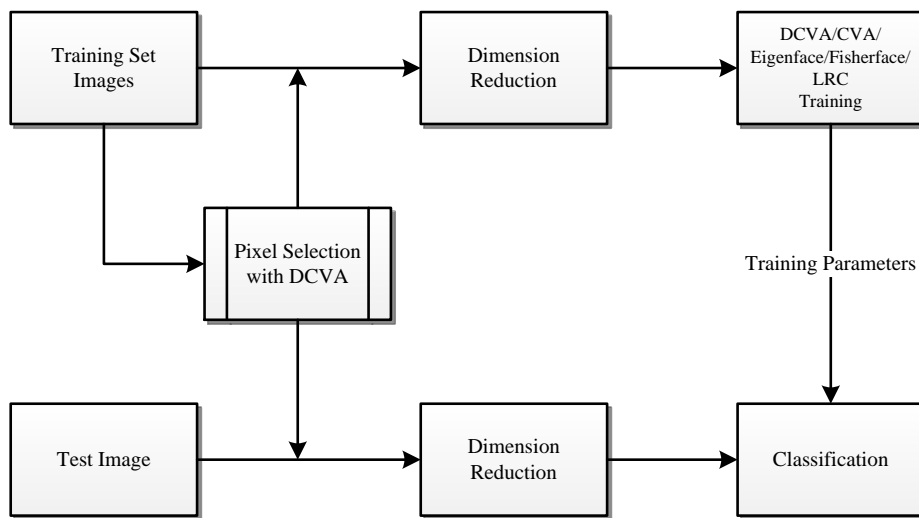 Training Set
Images
Dimension
Reduction
DCVA/CVA/
Eigenface/Fisherface/
LRC
Training
Pixel Selection
with DCVA
Training Parameters
Test Image
Dimension
Reduction
Classification